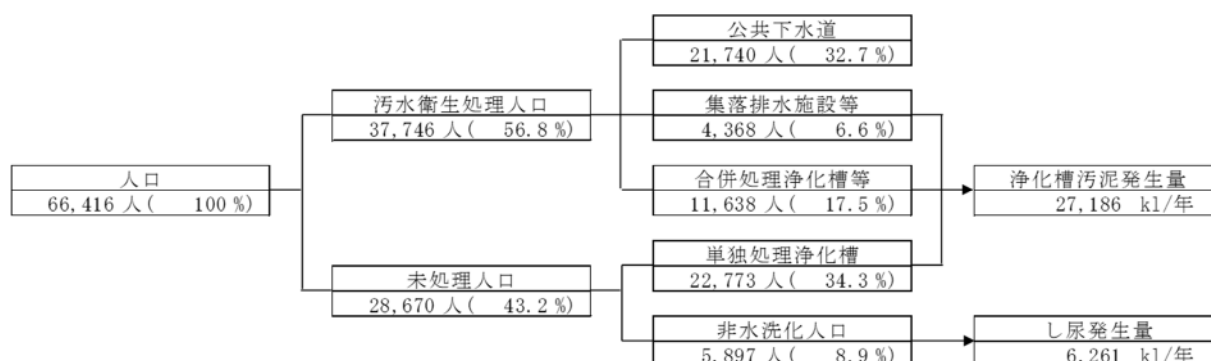 公共下水道
21,740 人( 32.7 %)
汚水衛生処理人口
37,746 人( 56.8 %)
集落排水施設等
4,368 人( 6.6 %)
人口
66,416 人( 100 %)
合併処理浄化槽等
11,638 人( 17.5 %)
浄化槽汚泥発生量
27,186 kl/年
未処理人口
28,670 人( 43.2 %)
単独処理浄化槽
22,773 人( 34.3 %)
非水洗化人口
5,897 人( 8.9 %)
し尿発生量
6,261 kl/年